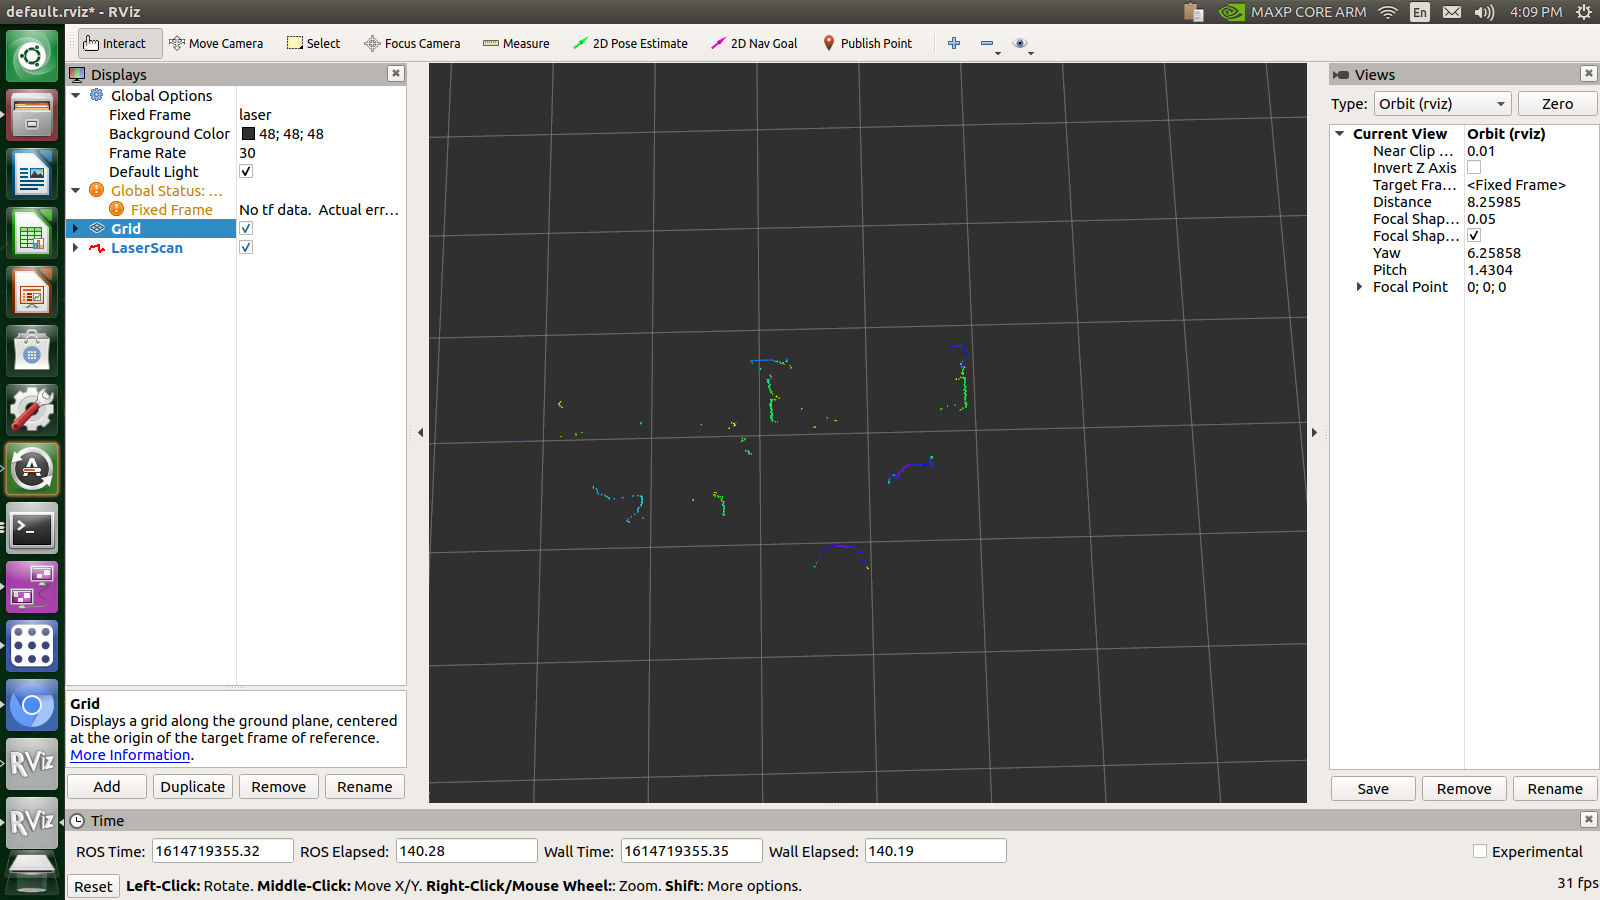 default.rviz* - RViz
MAXP CORE ARM
En
4:09 PM
Interact
Move Camera
Select
Focus Camera
Measure
2D Pose Estimate
2D Nav Goal
Publish Point
Displays
Global Options
Fixed Frame laser
Background Color 48; 48; 48
Frame Rate 30
Default Light
Global Status: ...
Fixed Frame No tf data. Actual err...
Grid
LaserScan
Grid
Displays a grid along the ground plane, centered
at the origin of the target frame of reference.
More Information.
Add Duplicate Remove Rename
Views
Type: Orbit (rviz) Zero
Current View Orbit (rviz)
Near Clip ... 0.01
Invert Z Axis
Target Fra... <Fixed Frame>
Distance 8.25985
Focal Shap... 0.05
Focal Shap...
Yaw 6.25858
Pitch 1.4304
Focal Point 0; 0; 0
Save Remove Rename
RViz
RViz
Time
ROS Time: 1614719355.32 ROS Elapsed: 140.28 Wall Time: 1614719355.35 Wall Elapsed: 140.19 Experimental
Reset Left-Click: Rotate. Middle-Click: Move X/Y. Right-Click/Mouse Wheel:: Zoom. Shift: More options. 31 fps